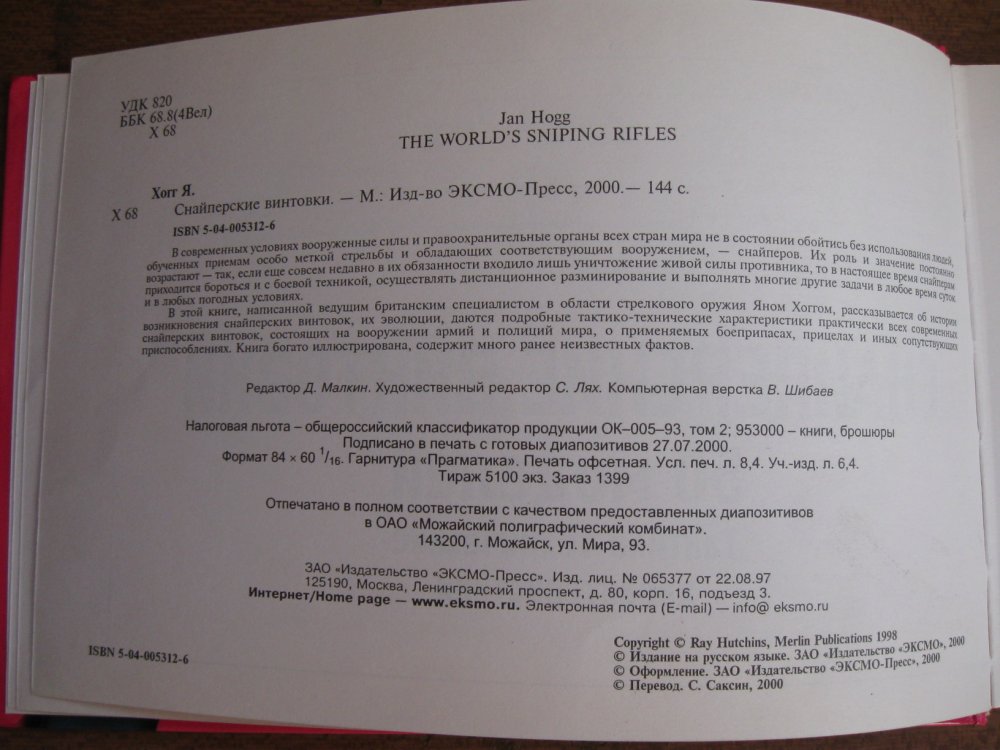 УДК 820
ББК 68.8(4Вел)
Х 68
Jan Hogg
THE WORLD'S SNIPING RIFLES
Хогг Я.
Х 68
Снайперские винтовки. — М.: Изд-во ЭКСМО-Пресс, 2000.— 144 с.
ISBN 5-04-005312-6
В современных условиях вооруженные силы и правоохранительные органы всех стран мира не в состоянии обойтись без использования людей,
обученных приемам особо меткой стрельбы и обладающих соответствующим вооружением, — снайперов. Их роль и значение постоянно
возрастают — так, если еще совсем недавно в их обязанности входило лишь уничтожение живой силы противника, то в настоящее время снайперам
приходится бороться и с боевой техникой, осуществлять дистанционное разминирование и выполнять многие другие задачи в любое время суток
и в любых погодных условиях.
В этой книге, написанной ведущим британским специалистом в области стрелкового оружия Яном Хоггом, рассказывается об истории
возникновения снайперских винтовок, их эволюции, даются подробные тактико-технические характеристики практически всех современных
снайперских винтовок, состоящих на вооружении армий и полиций мира, о применяемых боеприпасах, прицелах и иных сопутствующих
приспособлениях. Книга богато иллюстрирована, содержит много ранее неизвестных фактов.
Редактор Д. Малкин. Художественный редактор С. Лях. Компьютерная верстка В. Шибаев
Налоговая льгота – общероссийский классификатор продукции ОК–005–93, том 2; 953000 – книги, брошюры
Подписано в печать с готовых диапозитивов 27.07.2000.
Формат 84 × 60 1/16. Гарнитура «Прагматика». Печать офсетная. Усл. печ. л. 8,4. Уч.-изд. л. 6,4.
Тираж 5100 экз. Заказ 1399
Отпечатано в полном соответствии с качеством предоставленных диапозитивов
в ОАО «Можайский полиграфический комбинат».
143200, г. Можайск, ул. Мира, 93.
ЗАО «Издательство «ЭКСМО-Пресс». Изд. лиц. № 065377 от 22.08.97
125190, Москва, Ленинградский проспект, д. 80, корп. 16, подъезд 3.
Интернет/Home page — www.eksmo.ru. Электронная почта (E-mail) — info@ eksmo.ru
Copyright © Ray Hutchins, Merlin Publications 1998
© Издание на русском языке. ЗАО «Издательство «ЭКСМО», 2000
© Оформление. ЗАО «Издательство «ЭКСМО-Пресс», 2000
© Перевод. С. Саксин, 2000
ISBN 5-04-005312-6